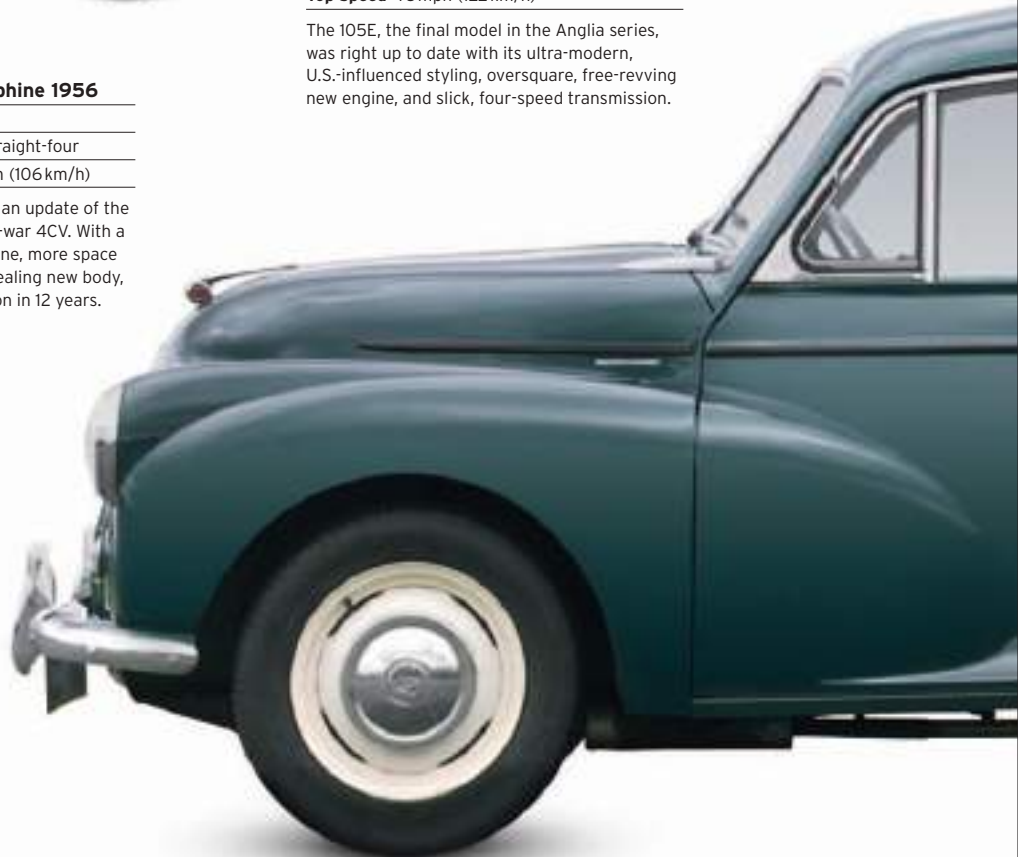 phine 1956
raight-four
(106 km/h)
an update of the
-war 4CV. With a
ne, more space
ealing new body,
on in 12 years.
The 105E, the final model in the Anglia series,
was right up to date with its ultra-modern,
U.S.-influenced styling, oversquare, free-revving
new engine, and slick, four-speed transmission.